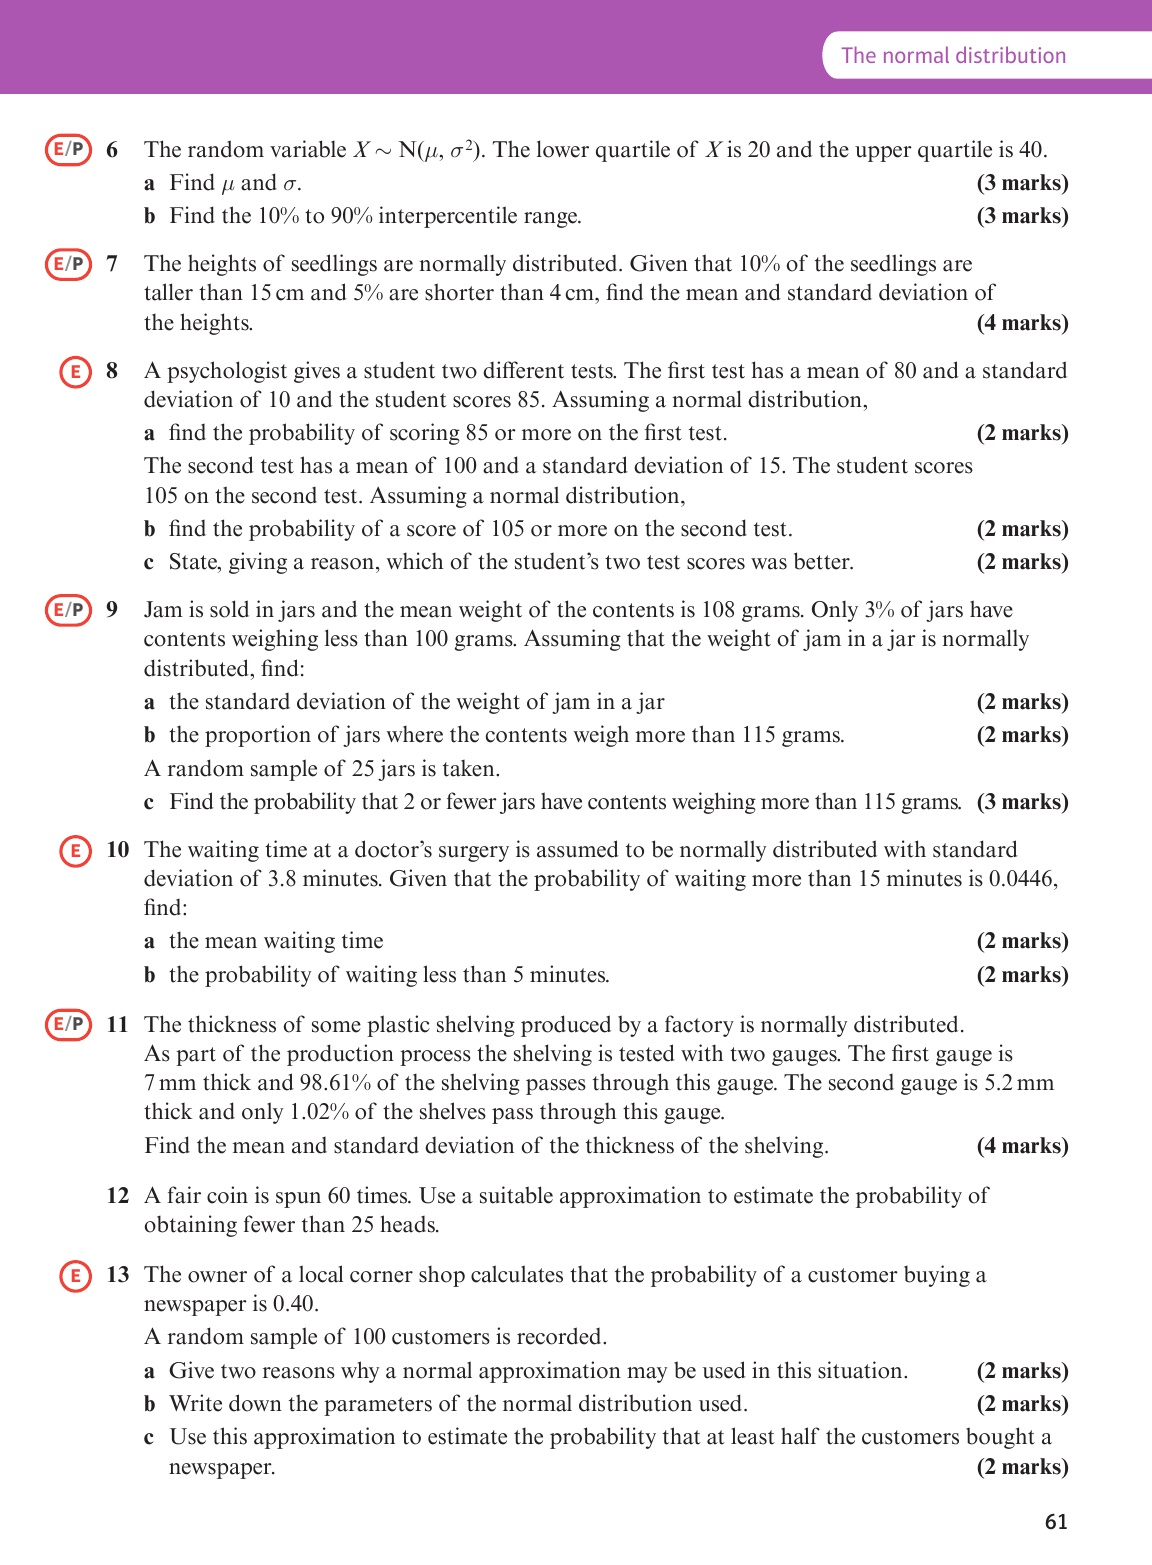 The normal distribution
E/P 6 The random variable X ~ N(μ, σ²). The lower quartile of X is 20 and the upper quartile is 40.
a Find μ and σ. (3 marks)
b Find the 10% to 90% interpercentile range. (3 marks)
E/P 7 The heights of seedlings are normally distributed. Given that 10% of the seedlings are
taller than 15 cm and 5% are shorter than 4 cm, find the mean and standard deviation of
the heights. (4 marks)
E 8 A psychologist gives a student two different tests. The first test has a mean of 80 and a standard
deviation of 10 and the student scores 85. Assuming a normal distribution,
a find the probability of scoring 85 or more on the first test. (2 marks)
The second test has a mean of 100 and a standard deviation of 15. The student scores
105 on the second test. Assuming a normal distribution,
b find the probability of a score of 105 or more on the second test. (2 marks)
c State, giving a reason, which of the student's two test scores was better. (2 marks)
E/P 9 Jam is sold in jars and the mean weight of the contents is 108 grams. Only 3% of jars have
contents weighing less than 100 grams. Assuming that the weight of jam in a jar is normally
distributed, find:
a the standard deviation of the weight of jam in a jar (2 marks)
b the proportion of jars where the contents weigh more than 115 grams. (2 marks)
A random sample of 25 jars is taken.
c Find the probability that 2 or fewer jars have contents weighing more than 115 grams. (3 marks)
E 10 The waiting time at a doctor's surgery is assumed to be normally distributed with standard
deviation of 3.8 minutes. Given that the probability of waiting more than 15 minutes is 0.0446,
find:
a the mean waiting time (2 marks)
b the probability of waiting less than 5 minutes. (2 marks)
E/P 11 The thickness of some plastic shelving produced by a factory is normally distributed.
As part of the production process the shelving is tested with two gauges. The first gauge is
7 mm thick and 98.61% of the shelving passes through this gauge. The second gauge is 5.2 mm
thick and only 1.02% of the shelves pass through this gauge.
Find the mean and standard deviation of the thickness of the shelving. (4 marks)
12 A fair coin is spun 60 times. Use a suitable approximation to estimate the probability of
obtaining fewer than 25 heads.
E 13 The owner of a local corner shop calculates that the probability of a customer buying a
newspaper is 0.40.
A random sample of 100 customers is recorded.
a Give two reasons why a normal approximation may be used in this situation. (2 marks)
b Write down the parameters of the normal distribution used. (2 marks)
c Use this approximation to estimate the probability that at least half the customers bought a
newspaper. (2 marks)
61